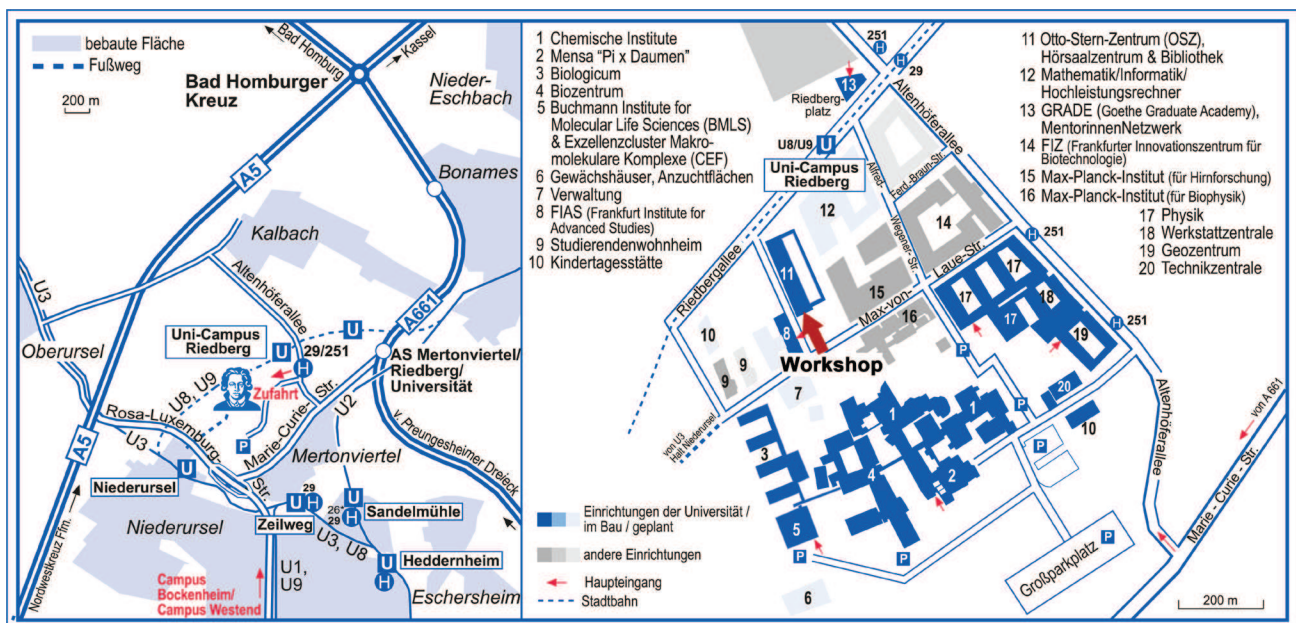 bebaute Fläche
Fußweg
200 m
Bad Homburg
Kassel
Bad Homburger
Kreuz
Nieder-
Eschbach
A5
Bonames
Kalbach
U3
Altenhöferallee
A661
U
Uni-Campus
Riedberg
U
29/251
H
Oberursel
AS Mertonviertel/
Riedberg/
Universität
Zufahrt
U8, U9
P
Rosa-Luxemburg-
Str.
Marie-Curie-Str.
U2
U3
A5
Mertonviertel
v. Preungesheimer Dreieck
U
Niederursel
29
U H
Zeilweg
U
26
29 H
Sandelmühle
Niederursel
U3, U8
U
Heddernheim
H
Nordwestkreuz Ffm.
Campus
Bockenheim/
Campus Westend
U1,
U9
Eschersheim
1 Chemische Institute
2 Mensa “Pi x Daumen”
3 Biologicum
4 Biozentrum
5 Buchmann Institute for
Molecular Life Sciences (BMLS)
& Exzellenzcluster Makro-
molekulare Komplexe (CEF)
6 Gewächshäuser, Anzuchtflächen
7 Verwaltung
8 FIAS (Frankfurt Institute for
Advanced Studies)
9 Studierendenwohnheim
10 Kindertagesstätte
11 Otto-Stern-Zentrum (OSZ),
Hörsaalzentrum & Bibliothek
12 Mathematik/Informatik/
Hochleistungsrechner
13 GRADE (Goethe Graduate Academy),
MentorinnenNetzwerk
14 FIZ (Frankfurter Innovationszentrum für
Biotechnologie)
15 Max-Planck-Institut (für Hirnforschung)
16 Max-Planck-Institut (für Biophysik)
17 Physik
18 Werkstattzentrale
19 Geozentrum
20 Technikzentrale
251
H
H
29
13
Riedberg-
platz
Altenhöferallee
U8/U9 U
Uni-Campus
Riedberg
Alfred-
Wegener-Str.
Ferd.-Braun-Str.
12
14
H 251
Riedbergallee
11
Laue-Str.
17
17
18
15
Max-von-
16
17
H 251
19
10
8
P
9
9
Workshop
7
20
1
1
P
10
von U3
Halt Niederursel
P
3
4
2
Altenhöferallee
von A 661
Marie - Curie - Str.
5
P
P
P
Großparkplatz
6
Einrichtungen der Universität /
im Bau / geplant
andere Einrichtungen
Haupteingang
Stadtbahn
200 m